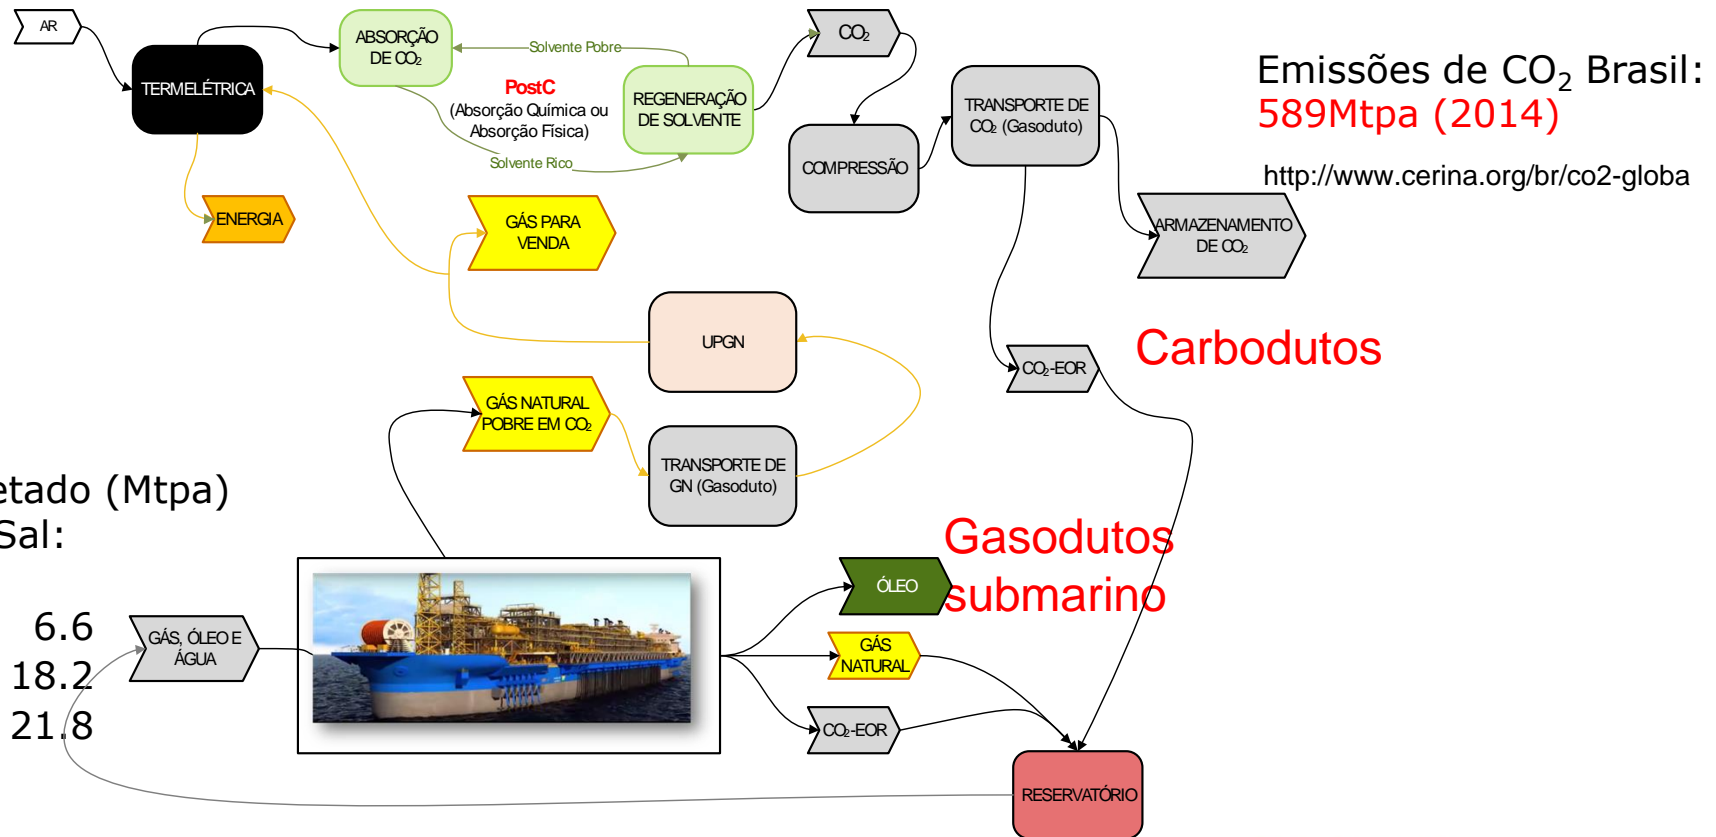 AR
TERMELÉTRICA
ABSORÇÃO
DE CO₂
Solvente Pobre
PostC
(Absorção Química ou
Absorção Física)
Solvente Rico
REGENERAÇÃO
DE SOLVENTE
CO₂
COMPRESSÃO
TRANSPORTE DE
CO₂ (Gasoduto)
Emissões de CO₂ Brasil:
589Mtpa (2014)
http://www.cerina.org/br/co2-globa
ARMAZENAMENTO
DE CO₂
ENERGIA
GÁS PARA
VENDA
UPGN
CO₂-EOR
Carbodutos
GÁS NATURAL
POBRE EM CO₂
TRANSPORTE DE
GN (Gasoduto)
etado (Mtpa)
Sal:
6.6
18.2
21.8
GÁS, ÓLEO E
ÁGUA
Gasodutos
submarino
ÓLEO
GÁS
NATURAL
CO₂-EOR
RESERVATÓRIO